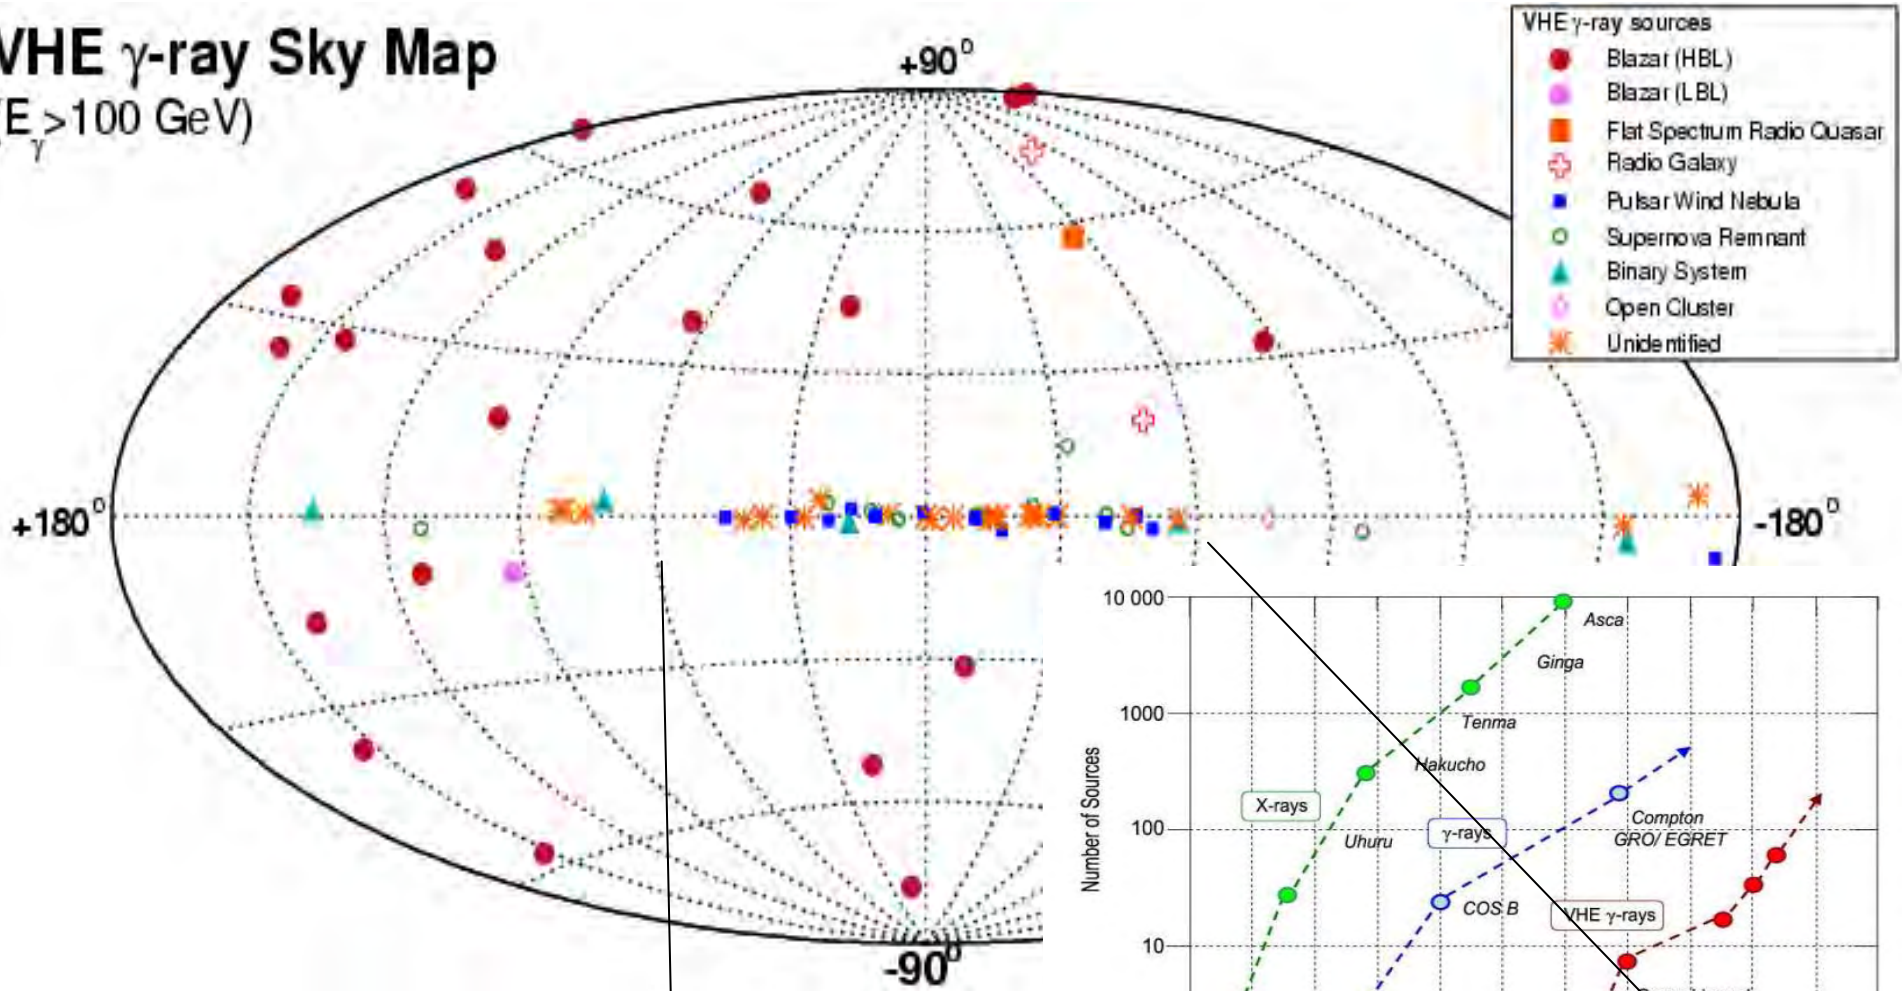 VHE γ-ray Sky Map
(E γ >100 GeV)
+90°
+180°
-180°
-90°
VHE γ-ray sources
Blazar (HBL)
Blazar (LBL)
Flat Spectrum Radio Quasar
Radio Galaxy
Pulsar Wind Nebula
Supernova Remnant
Binary System
Open Cluster
Unidentified
10 000
1000
100
10
Number of Sources
Asca
Ginga
Tenma
Hakucho
X-rays
Uhuru
γ-rays
Compton
GRO/ EGRET
COS B
VHE γ-rays